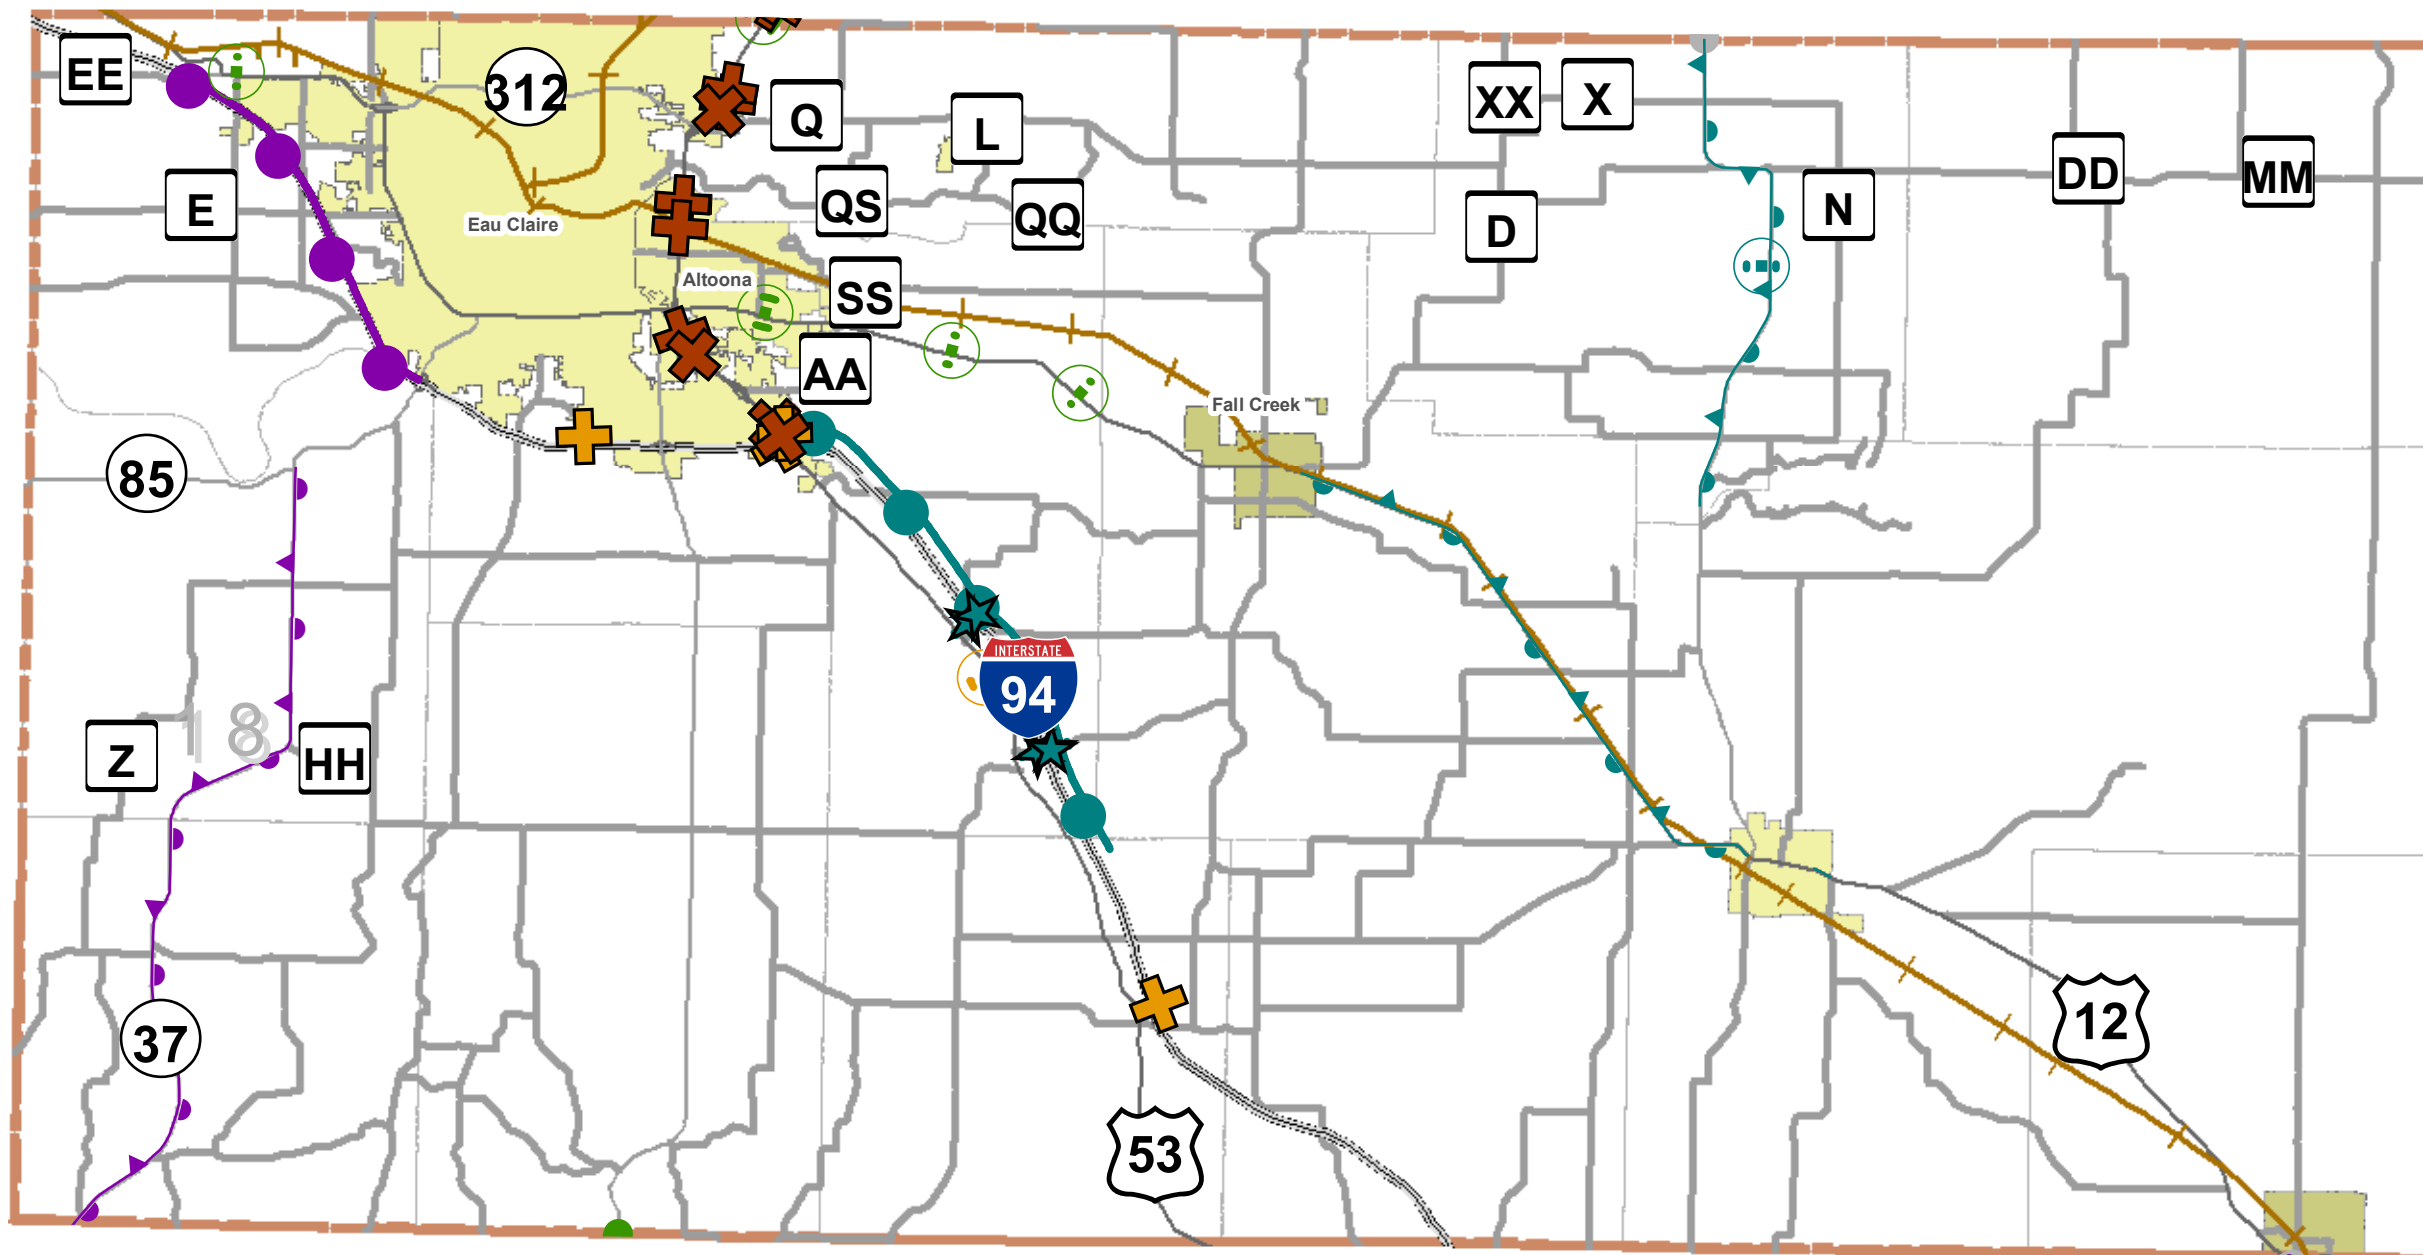 EE
312
Q
L
XX
X
DD
MM
E
QS
QQ
D
N
Eau Claire
Altoona
SS
AA
Fall Creek
85
INTERSTATE
94
18
Z
HH
37
12
53